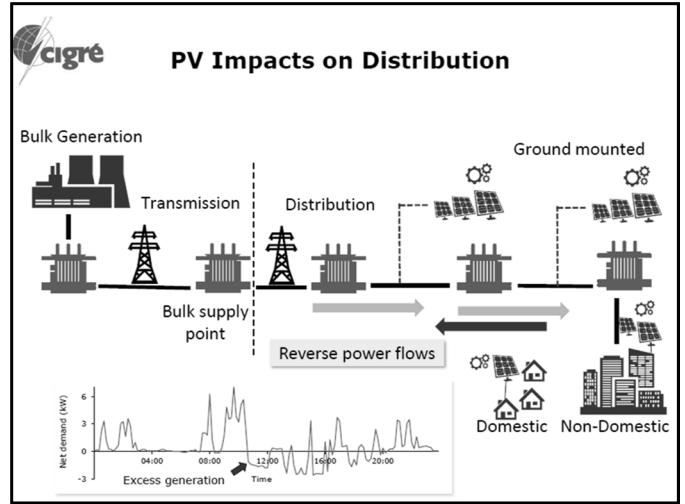 cigré
PV Impacts on Distribution
Bulk Generation
Ground mounted
Transmission
Distribution
Bulk supply
point
Reverse power flows
Domestic
Non-Domestic
Net demand (kW)
6
3
0
-3
04:00
08:00
12:00
16:00
20:00
Time
Excess generation